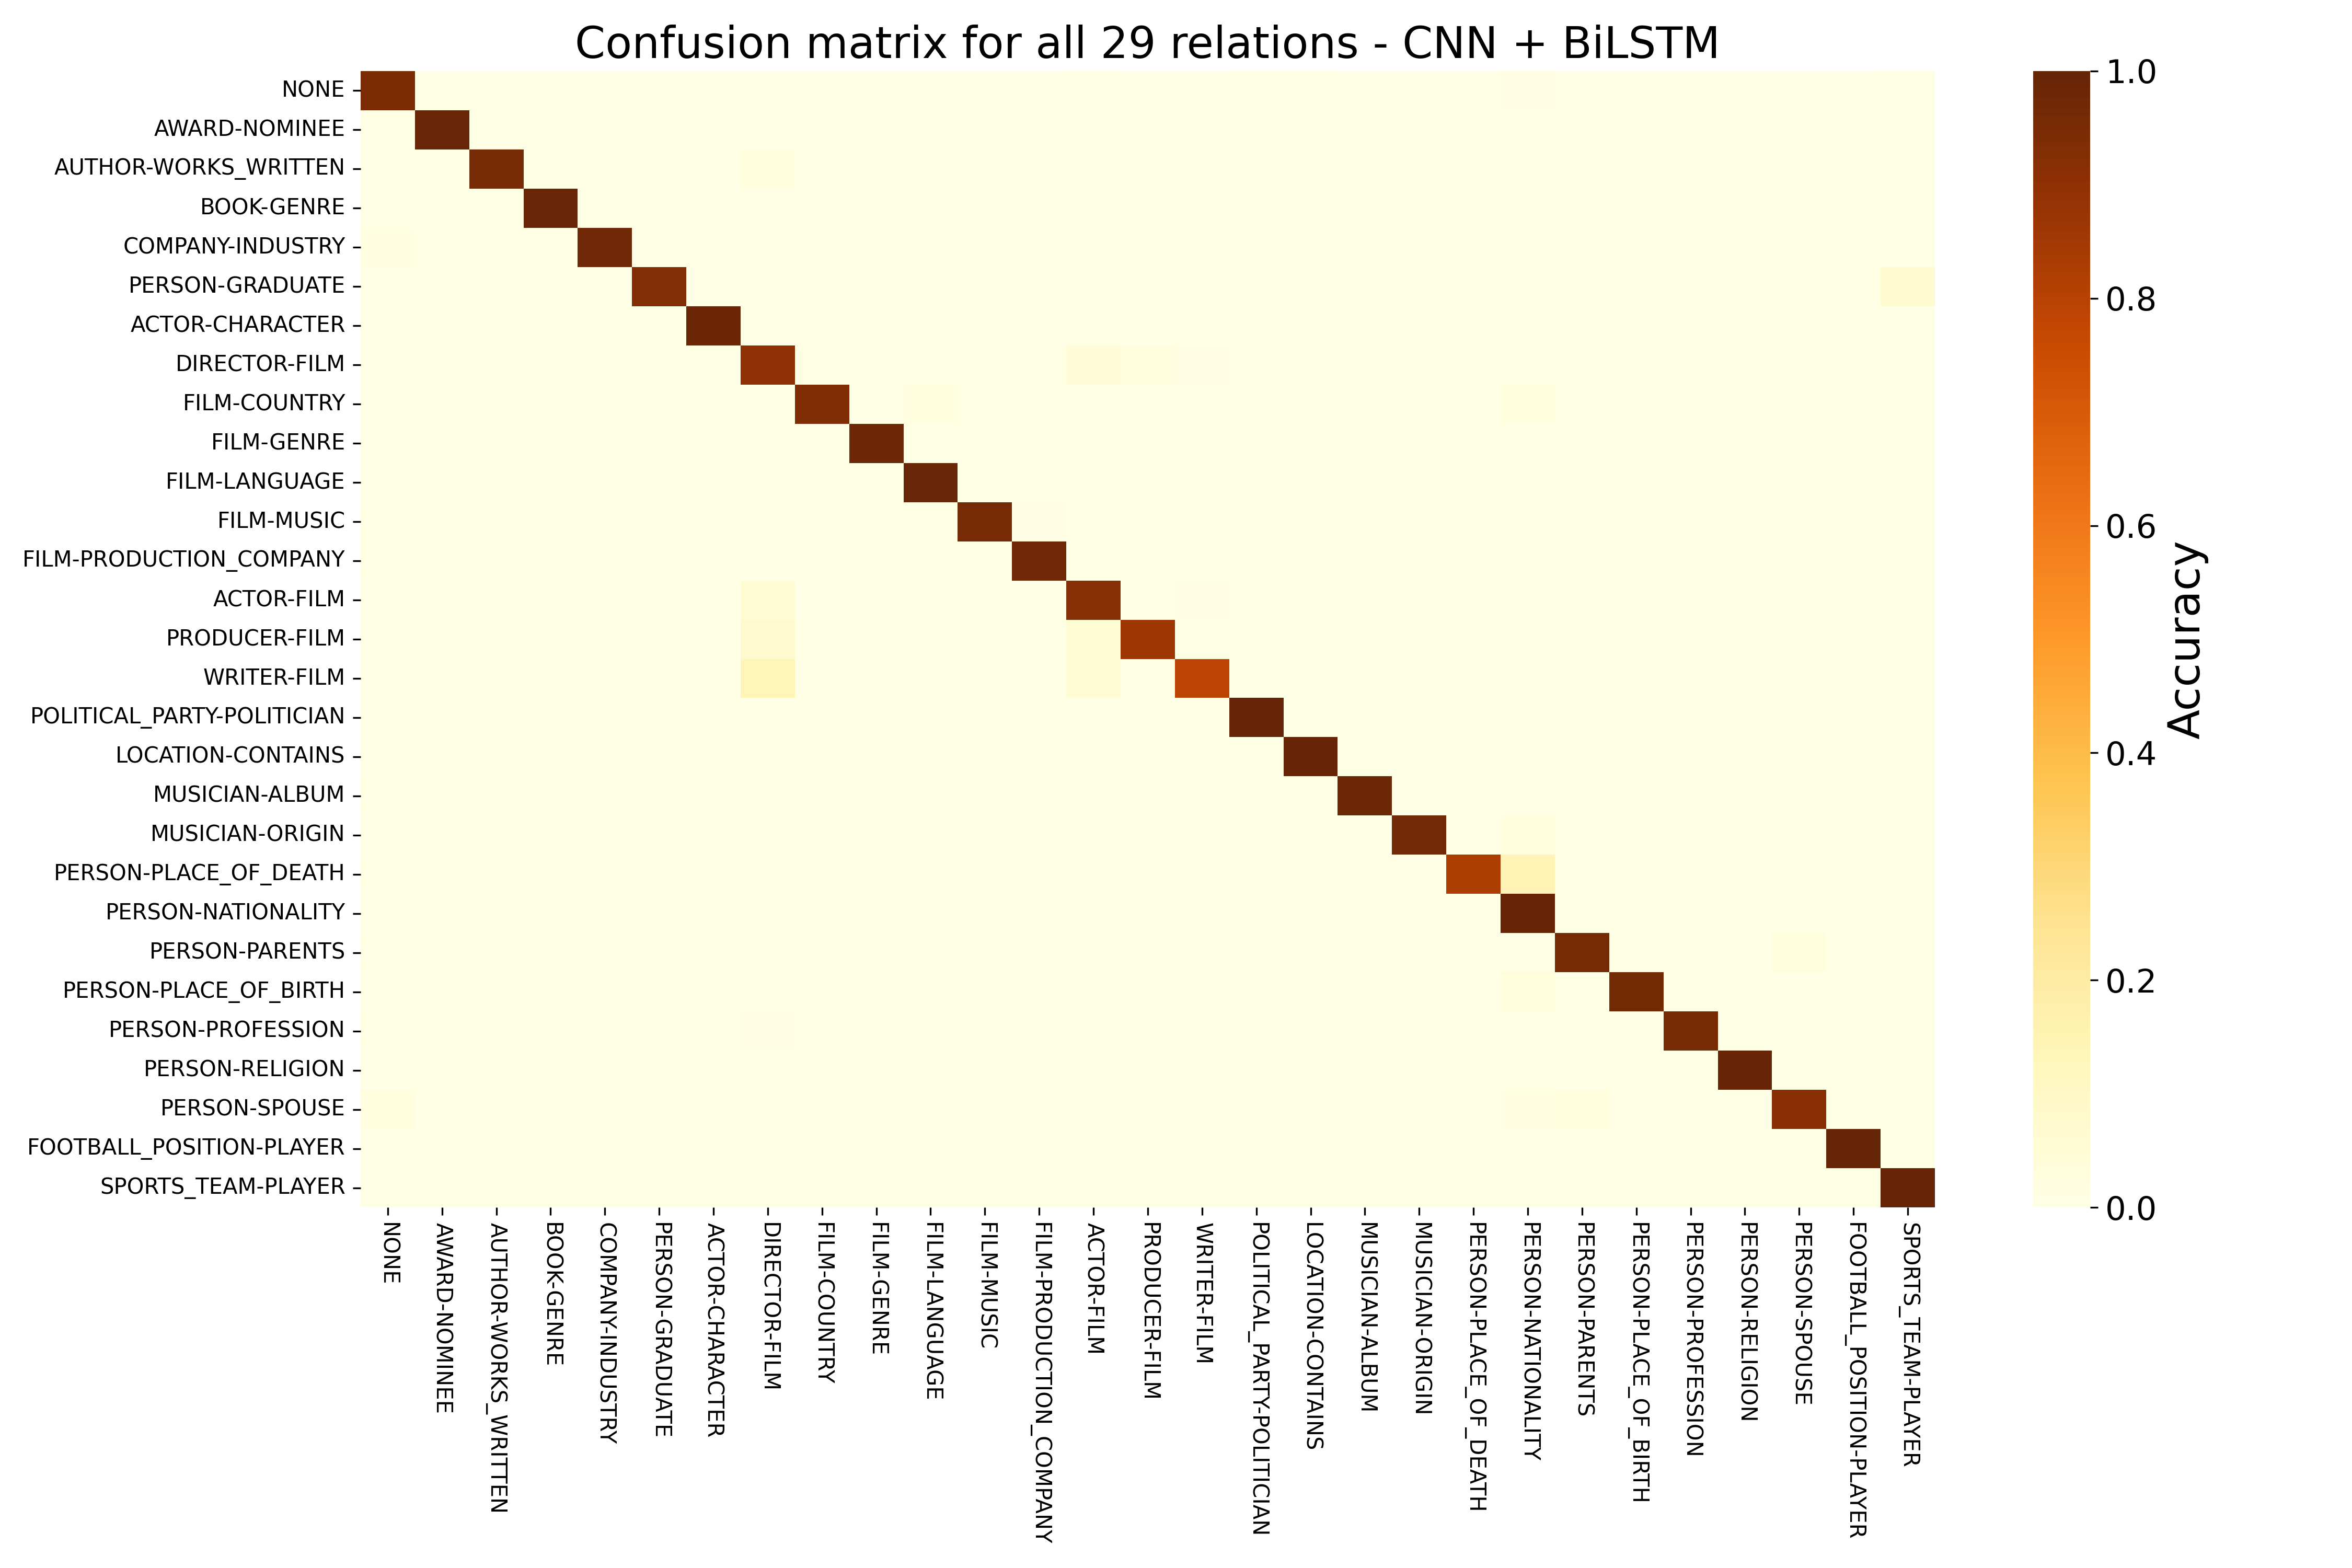 Confusion matrix for all 29 relations - CNN + BiLSTM
NONE
AWARD-NOMINEE
AUTHOR-WORKS_WRITTEN
BOOK-GENRE
COMPANY-INDUSTRY
PERSON-GRADUATE
ACTOR-CHARACTER
DIRECTOR-FILM
FILM-COUNTRY
FILM-GENRE
FILM-LANGUAGE
FILM-MUSIC
FILM-PRODUCTION_COMPANY
ACTOR-FILM
PRODUCER-FILM
WRITER-FILM
POLITICAL_PARTY-POLITICIAN
LOCATION-CONTAINS
MUSICIAN-ALBUM
MUSICIAN-ORIGIN
PERSON-PLACE_OF_DEATH
PERSON-NATIONALITY
PERSON-PARENTS
PERSON-PLACE_OF_BIRTH
PERSON-PROFESSION
PERSON-RELIGION
PERSON-SPOUSE
FOOTBALL_POSITION-PLAYER
SPORTS_TEAM-PLAYER
NONE
AWARD-NOMINEE
AUTHOR-WORKS_WRITTEN
BOOK-GENRE
COMPANY-INDUSTRY
PERSON-GRADUATE
ACTOR-CHARACTER
DIRECTOR-FILM
FILM-COUNTRY
FILM-GENRE
FILM-LANGUAGE
FILM-MUSIC
FILM-PRODUCTION_COMPANY
ACTOR-FILM
PRODUCER-FILM
WRITER-FILM
POLITICAL_PARTY-POLITICIAN
LOCATION-CONTAINS
MUSICIAN-ALBUM
MUSICIAN-ORIGIN
PERSON-PLACE_OF_DEATH
PERSON-NATIONALITY
PERSON-PARENTS
PERSON-PLACE_OF_BIRTH
PERSON-PROFESSION
PERSON-RELIGION
PERSON-SPOUSE
FOOTBALL_POSITION-PLAYER
SPORTS_TEAM-PLAYER
1.0
0.8
0.6
0.4
0.2
0.0
Accuracy